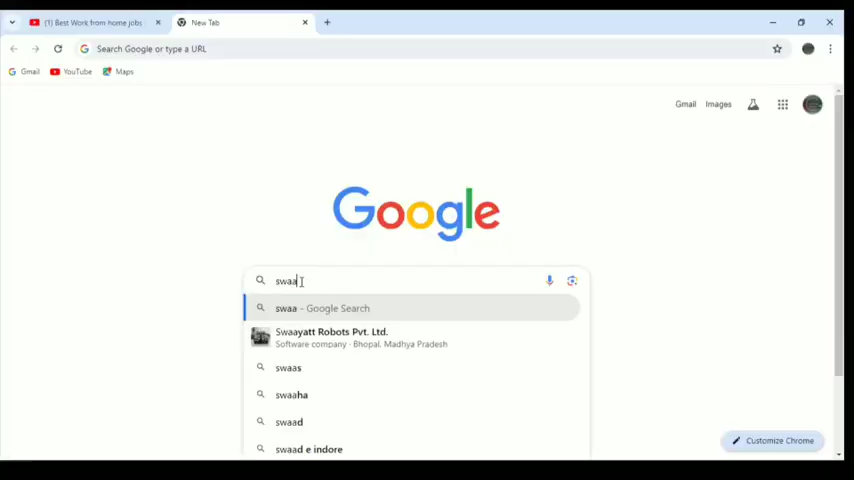 (1) Best Work from home jobs
New Tab
Search Google or type a URL
Gmail
YouTube
Maps
Gmail
Images
Google
swaa
swaa - Google Search
Swaayatt Robots Pvt. Ltd.
Software company · Bhopal, Madhya Pradesh
swaas
swaaha
swaad
swaad e indore
Customize Chrome